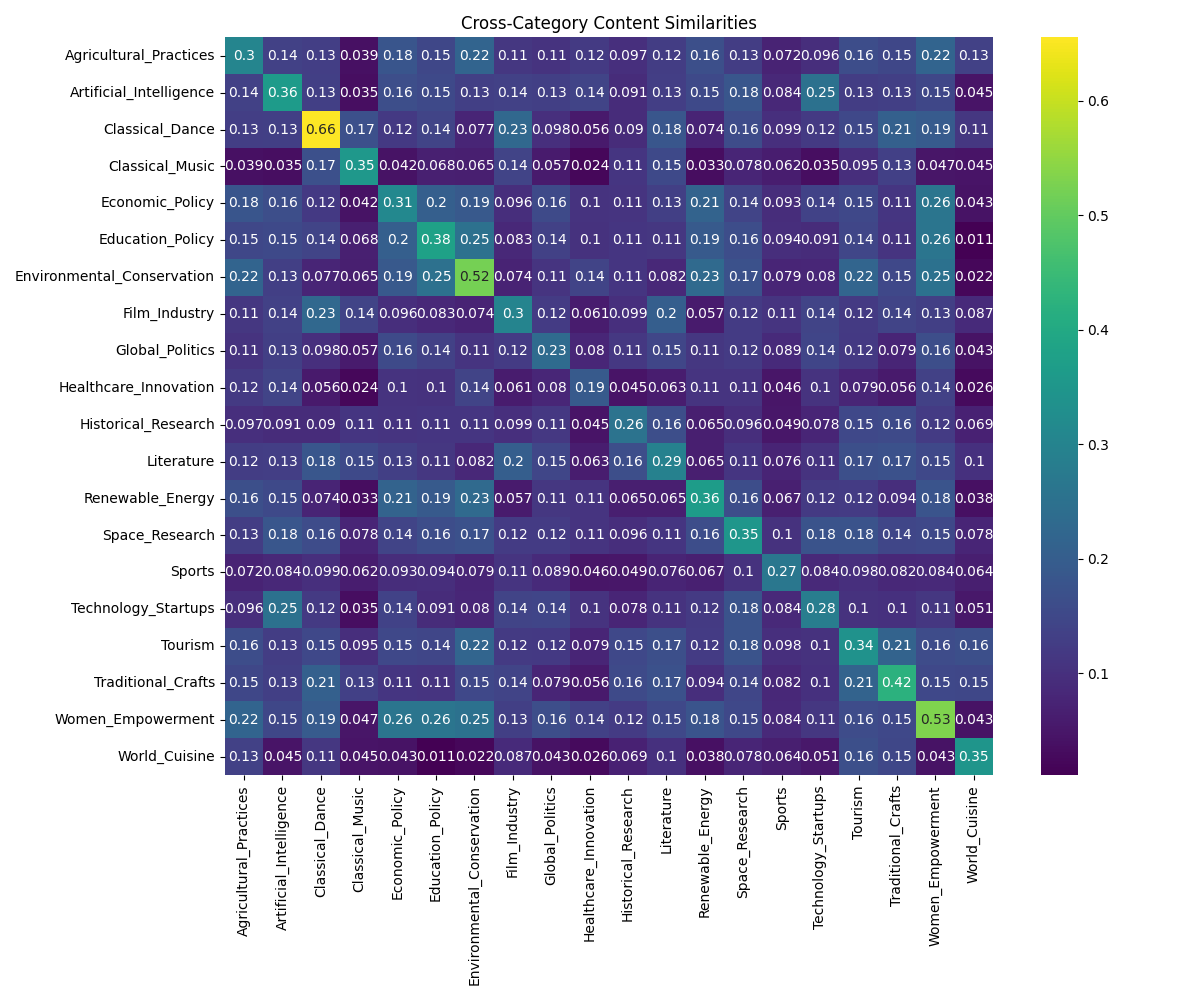 Cross-Category Content Similarities
Agricultural_Practices 0.3 0.14 0.13 0.039 0.18 0.15 0.22 0.11 0.11 0.12 0.097 0.12 0.16 0.13 0.072 0.096 0.16 0.15 0.22 0.13
Artificial_Intelligence 0.14 0.36 0.13 0.035 0.16 0.15 0.13 0.14 0.13 0.14 0.091 0.13 0.15 0.18 0.084 0.25 0.13 0.13 0.15 0.045
Classical_Dance 0.13 0.13 0.66 0.17 0.12 0.14 0.077 0.23 0.098 0.056 0.09 0.18 0.074 0.16 0.099 0.12 0.15 0.21 0.19 0.11
Classical_Music 0.039 0.035 0.17 0.35 0.042 0.068 0.065 0.14 0.057 0.024 0.11 0.15 0.033 0.078 0.062 0.035 0.095 0.13 0.047 0.045
Economic_Policy 0.18 0.16 0.12 0.042 0.31 0.2 0.19 0.096 0.16 0.1 0.11 0.13 0.21 0.14 0.093 0.14 0.15 0.11 0.26 0.043
Education_Policy 0.15 0.15 0.14 0.068 0.2 0.38 0.25 0.083 0.14 0.1 0.11 0.11 0.19 0.16 0.094 0.091 0.14 0.11 0.26 0.011
Environmental_Conservation 0.22 0.13 0.077 0.065 0.19 0.25 0.52 0.074 0.11 0.14 0.11 0.082 0.23 0.17 0.079 0.08 0.22 0.15 0.25 0.022
Film_Industry 0.11 0.14 0.23 0.14 0.096 0.083 0.074 0.3 0.12 0.061 0.099 0.2 0.057 0.12 0.11 0.14 0.12 0.14 0.13 0.087
Global_Politics 0.11 0.13 0.098 0.057 0.16 0.14 0.11 0.12 0.23 0.08 0.11 0.15 0.11 0.12 0.089 0.14 0.12 0.079 0.16 0.043
Healthcare_Innovation 0.12 0.14 0.056 0.024 0.1 0.1 0.14 0.061 0.08 0.19 0.045 0.063 0.11 0.11 0.046 0.1 0.079 0.056 0.14 0.026
Historical_Research 0.097 0.091 0.09 0.11 0.11 0.11 0.11 0.099 0.11 0.045 0.26 0.16 0.065 0.096 0.049 0.078 0.15 0.16 0.12 0.069
Literature 0.12 0.13 0.18 0.15 0.13 0.11 0.082 0.2 0.15 0.063 0.16 0.29 0.065 0.11 0.076 0.11 0.17 0.17 0.15 0.1
Renewable_Energy 0.16 0.15 0.074 0.033 0.21 0.19 0.23 0.057 0.11 0.11 0.065 0.065 0.36 0.16 0.067 0.12 0.12 0.094 0.18 0.038
Space_Research 0.13 0.18 0.16 0.078 0.14 0.16 0.17 0.12 0.12 0.11 0.096 0.11 0.16 0.35 0.1 0.18 0.18 0.14 0.15 0.078
Sports 0.072 0.084 0.099 0.062 0.093 0.094 0.079 0.11 0.089 0.046 0.049 0.076 0.067 0.1 0.27 0.084 0.098 0.082 0.084 0.064
Technology_Startups 0.096 0.25 0.12 0.035 0.14 0.091 0.08 0.14 0.14 0.1 0.078 0.11 0.12 0.18 0.084 0.28 0.1 0.1 0.11 0.051
Tourism 0.16 0.13 0.15 0.095 0.15 0.14 0.22 0.12 0.12 0.079 0.15 0.17 0.12 0.18 0.098 0.1 0.34 0.21 0.16 0.16
Traditional_Crafts 0.15 0.13 0.21 0.13 0.11 0.11 0.15 0.14 0.079 0.056 0.16 0.17 0.094 0.14 0.082 0.1 0.21 0.42 0.15 0.15
Women_Empowerment 0.22 0.15 0.19 0.047 0.26 0.26 0.25 0.13 0.16 0.14 0.12 0.15 0.18 0.15 0.084 0.11 0.16 0.15 0.53 0.043
World_Cuisine 0.13 0.045 0.11 0.045 0.043 0.011 0.022 0.087 0.043 0.026 0.069 0.1 0.038 0.078 0.064 0.051 0.16 0.15 0.043 0.35
Agricultural_Practices
Artificial_Intelligence
Classical_Dance
Classical_Music
Economic_Policy
Education_Policy
Environmental_Conservation
Film_Industry
Global_Politics
Healthcare_Innovation
Historical_Research
Literature
Renewable_Energy
Space_Research
Sports
Technology_Startups
Tourism
Traditional_Crafts
Women_Empowerment
World_Cuisine
0.6
0.5
0.4
0.3
0.2
0.1